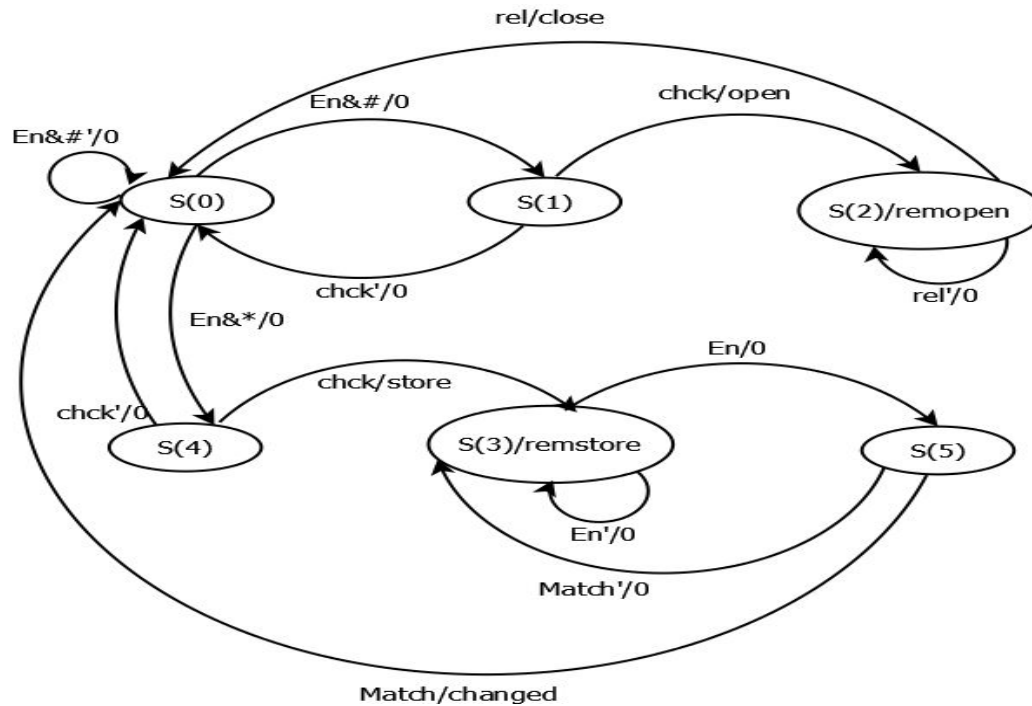 rel/close
En&#/0
chck/open
En&#'/0
S(0)
S(1)
S(2)/remopen
chck'/0
rel'/0
En&*/0
En/0
chck/store
chck'/0
S(4)
S(3)/remstore
S(5)
En'/0
Match'/0
Match/changed